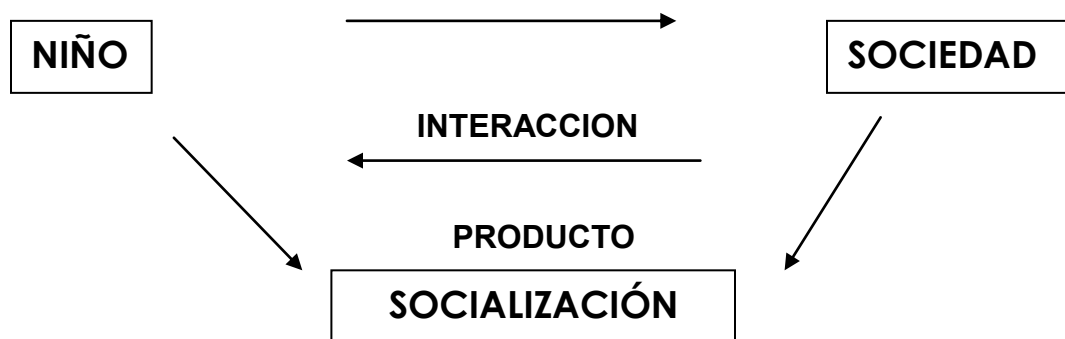 NIÑO
SOCIEDAD
INTERACCION
PRODUCTO
SOCIALIZACIÓN